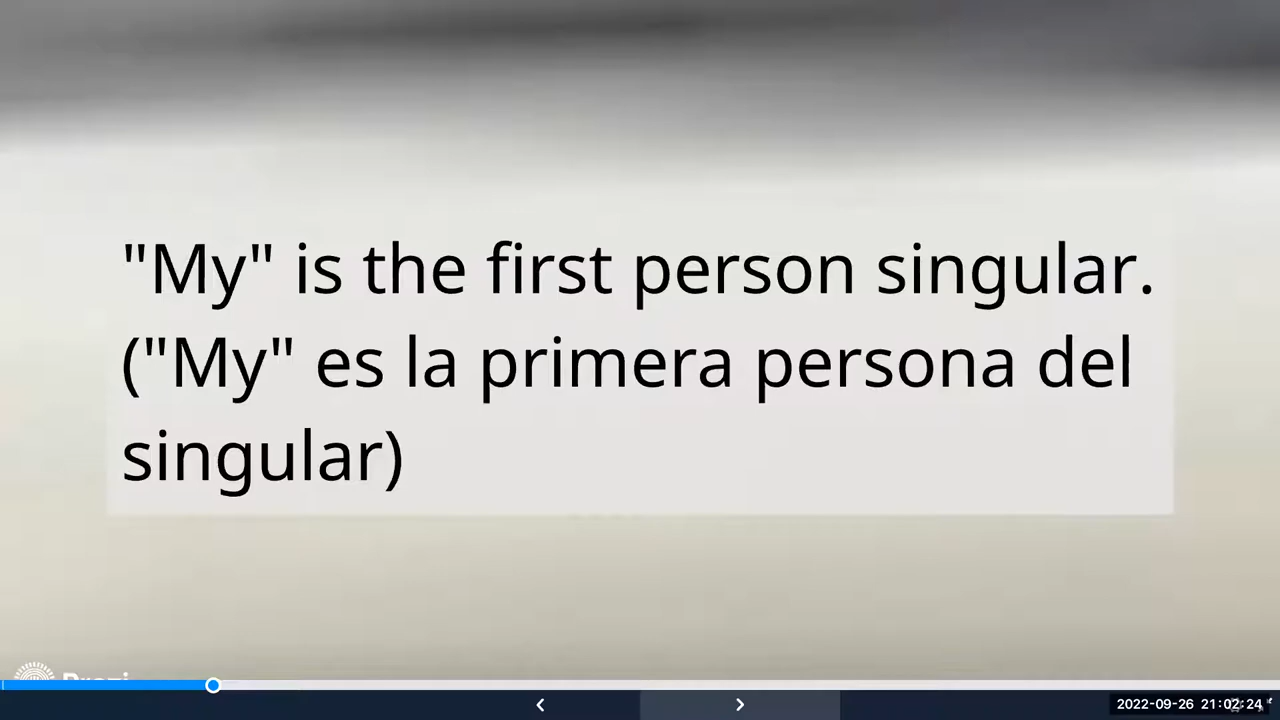 "My" is the first person singular.
("My" es la primera persona del
singular)
Prezi
2022-09-26 21:02:24